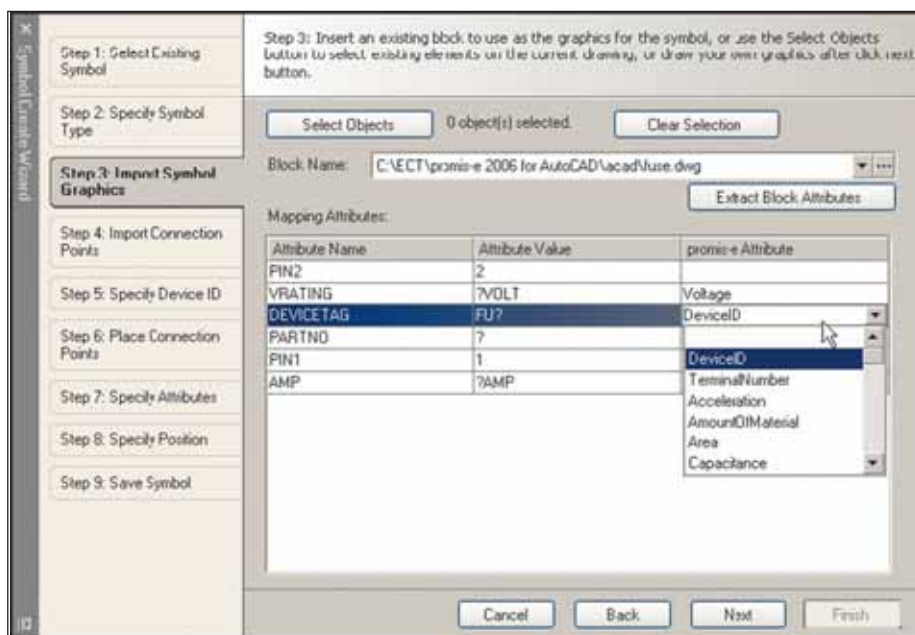 Symbol Create Wizard
Step 1: Select Existing
Symbol
Step 2: Specify Symbol
Type
Step 3: Import Symbol
Graphics
Step 4: Import Connection
Points
Step 5: Specify Device ID
Step 6: Place Connection
Points
Step 7: Specify Attributes
Step 8: Specify Position
Step 9: Save Symbol
Step 3: Insert an existing block to use as the graphics for the symbol, or use the Select Objects
button to select existing elements on the current drawing, or draw your own graphics after click next
button.
Select Objects
0 object(s) selected.
Clear Selection
Block Name: C:\ECT\promis-e 2006 for AutoCAD\acad\fuse.dwg ...
Extract Block Attributes
Mapping Attributes:
Attribute Name Attribute Value promis-e Attribute
PIN2 2
VRATING ?VOLT Voltage
DEVICETAG FU? DeviceID
PARTNO ?
PIN1 1
AMP ?AMP
DeviceID
TerminalNumber
Acceleration
AmountOfMaterial
Area
Capacitance
Cancel Back Next Finish